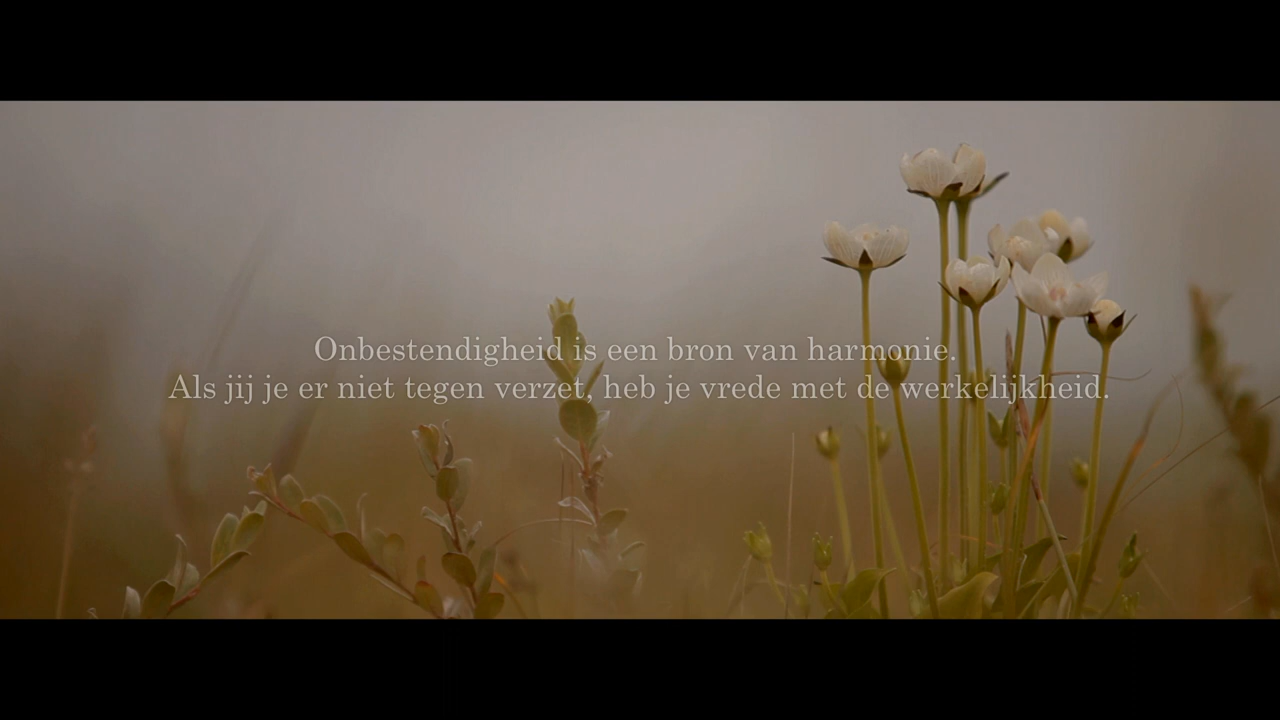 Onbestendigheid is een bron van harmonie.
Als jij je er niet tegen verzet, heb je vrede met de werkelijkheid.